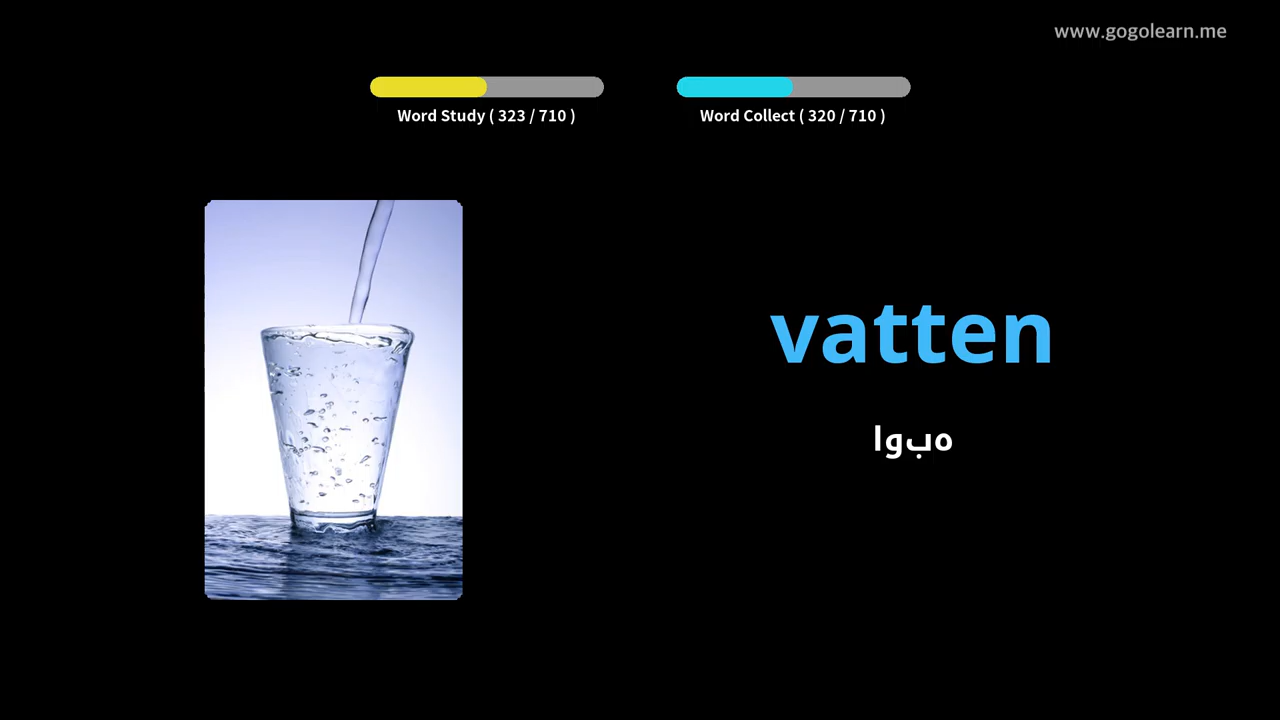 www.gogolearn.me
Word Study ( 323 / 710 )
Word Collect ( 320 / 710 )
vatten
اوبه